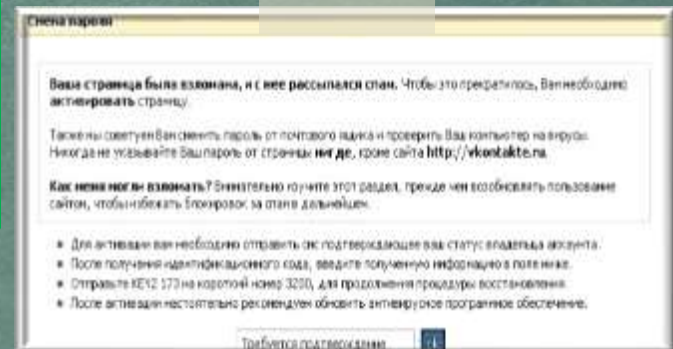 Смена пароля
Ваша страница была взломана, и с нее рассылался спам. Чтобы это прекратилось, Вам необходимо
активировать страницу.
Также мы советуем Вам сменить пароль от почтового ящика и проверить Ваш компьютер на вирусы.
Никогда не указывайте Ваш пароль от страницы нигде, кроме сайта http://vkontakte.ru.
Как меня могли взломать? Внимательно изучите этот раздел, прежде чем возобновлять пользование
сайтом, чтобы избежать блокировок за спам в дальнейшем.
Для активации вам необходимо отправить смс подтверждающее ваш статус владельца аккаунта.
После получения идентификационного кода, введите полученную информацию в поле ниже.
Отправьте на короткий номер 3200, для продолжения процедуры восстановления.
После активации настоятельно рекомендуем обновить антивирусное программное обеспечение.
Требуется подтверждение